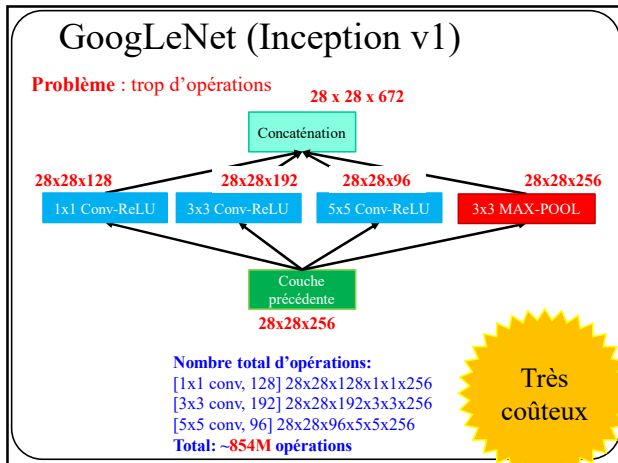 GoogLeNet (Inception v1)
Problème : trop d'opérations
28 x 28 x 672
Concaténation
28x28x128 28x28x192 28x28x96 28x28x256
1x1 Conv-ReLU 3x3 Conv-ReLU 5x5 Conv-ReLU 3x3 MAX-POOL
Couche
précédente
28x28x256
Nombre total d'opérations:
[1x1 conv, 128] 28x28x128x1x1x256
[3x3 conv, 192] 28x28x192x3x3x256
[5x5 conv, 96] 28x28x96x5x5x256
Total: ~854M opérations
Très
coûteux